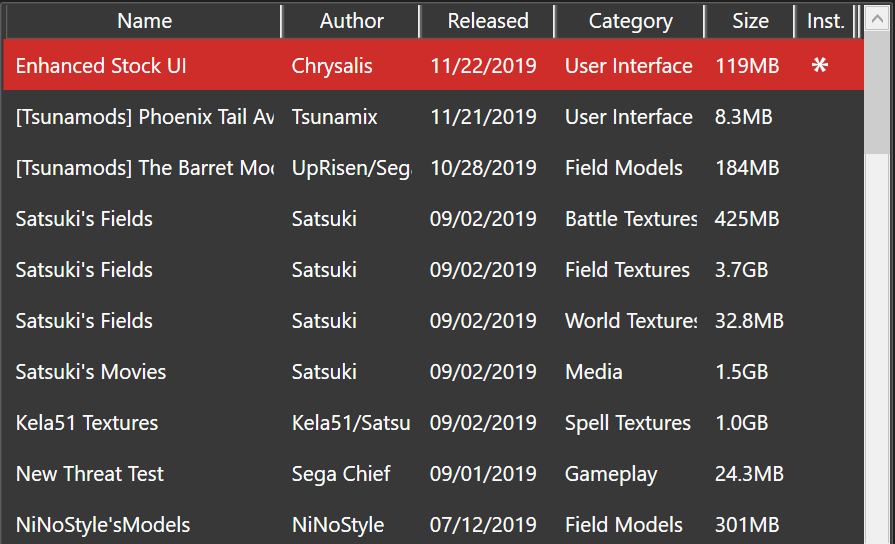 Name Author Released Category Size Inst.
Enhanced Stock UI Chrysalis 11/22/2019 User Interface 119MB *
[Tsunamods] Phoenix Tail Av Tsunamix 11/21/2019 User Interface 8.3MB
[Tsunamods] The Barret Mod UpRisen/Sega 10/28/2019 Field Models 184MB
Satsuki's Fields Satsuki 09/02/2019 Battle Textures 425MB
Satsuki's Fields Satsuki 09/02/2019 Field Textures 3.7GB
Satsuki's Fields Satsuki 09/02/2019 World Textures 32.8MB
Satsuki's Movies Satsuki 09/02/2019 Media 1.5GB
Kela51 Textures Kela51/Satsu 09/02/2019 Spell Textures 1.0GB
New Threat Test Sega Chief 09/01/2019 Gameplay 24.3MB
NiNoStyle'sModels NiNoStyle 07/12/2019 Field Models 301MB